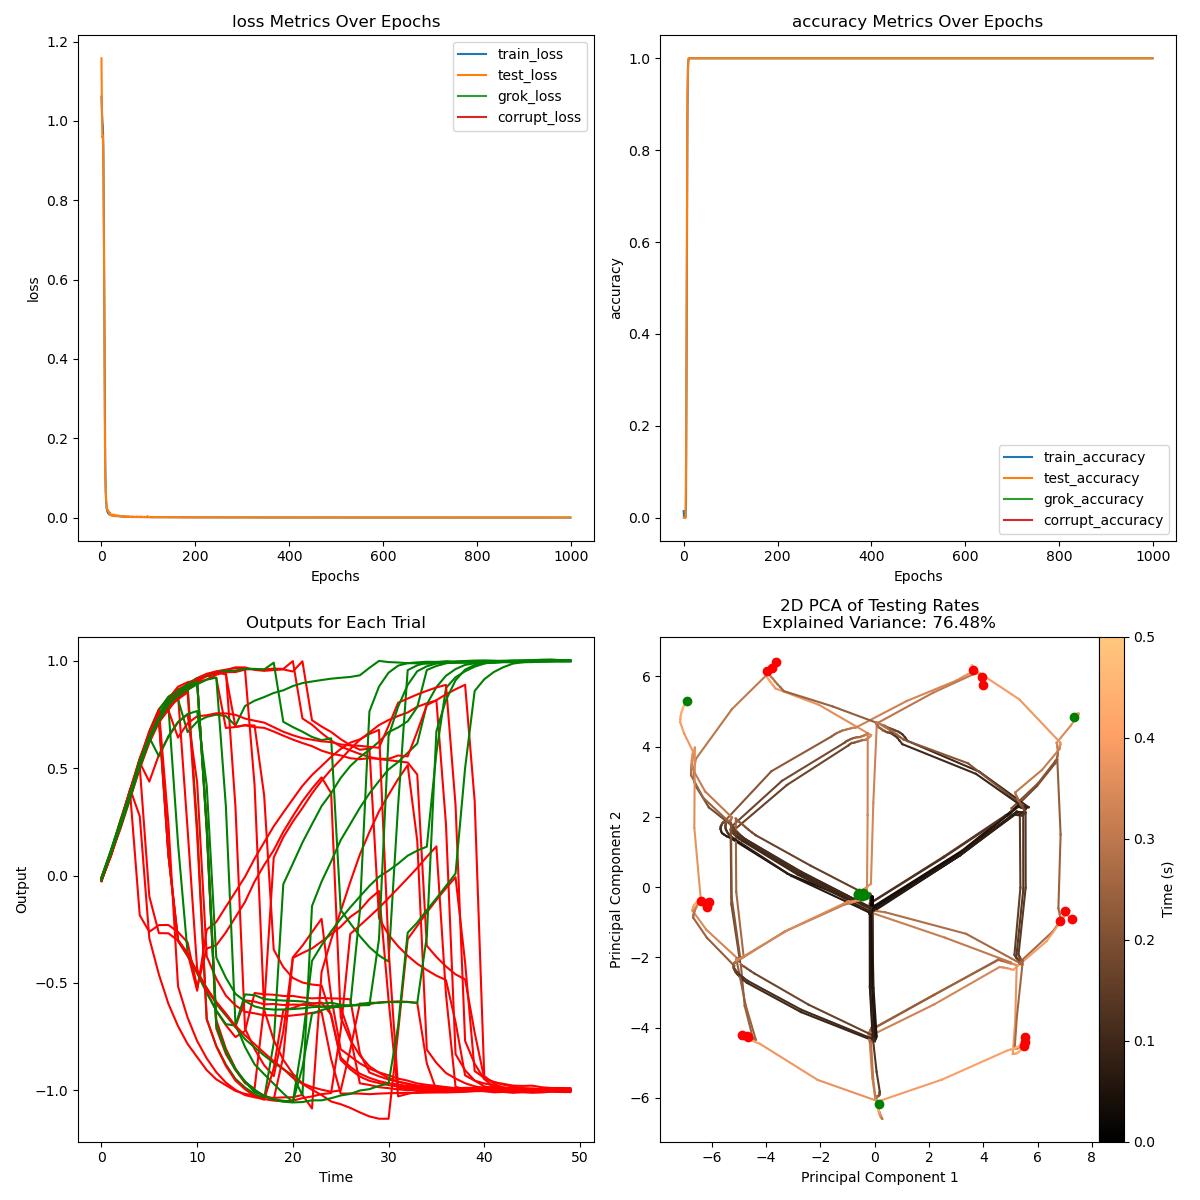 loss Metrics Over Epochs
1.2
1.0
0.8
0.6
0.4
0.2
0.0
loss
0
200
400
600
800
1000
Epochs
train_loss
test_loss
grok_loss
corrupt_loss
accuracy Metrics Over Epochs
1.0
0.8
0.6
0.4
0.2
0.0
accuracy
0
200
400
600
800
1000
Epochs
train_accuracy
test_accuracy
grok_accuracy
corrupt_accuracy
Outputs for Each Trial
1.0
0.5
0.0
−0.5
−1.0
Output
0
10
20
30
40
50
Time
2D PCA of Testing Rates
Explained Variance: 76.48%
6
4
2
0
−2
−4
−6
Principal Component 2
−6
−4
−2
0
2
4
6
8
Principal Component 1
0.5
0.4
0.3
0.2
0.1
0.0
Time (s)